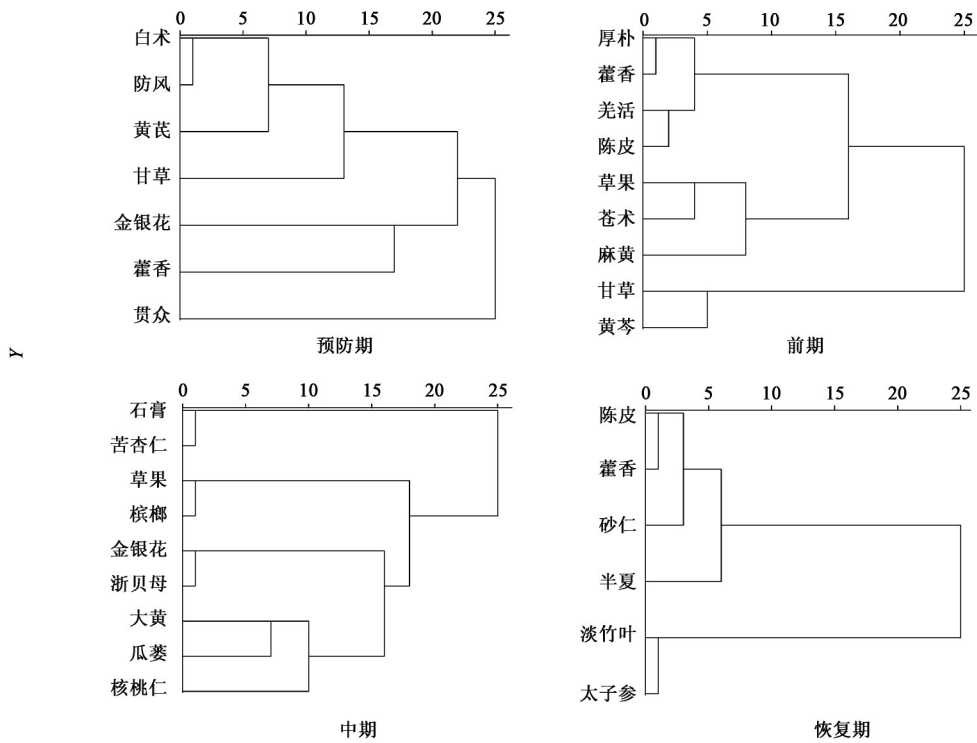 0 5 10 15 20 25
白术
防风
黄芪
甘草
金银花
藿香
贯众
预防期
0 5 10 15 20 25
厚朴
藿香
羌活
陈皮
草果
苍术
麻黄
甘草
黄芩
前期
Y
0 5 10 15 20 25
石膏
苦杏仁
草果
槟榔
金银花
浙贝母
大黄
瓜蒌
核桃仁
中期
0 5 10 15 20 25
陈皮
藿香
砂仁
半夏
淡竹叶
太子参
恢复期